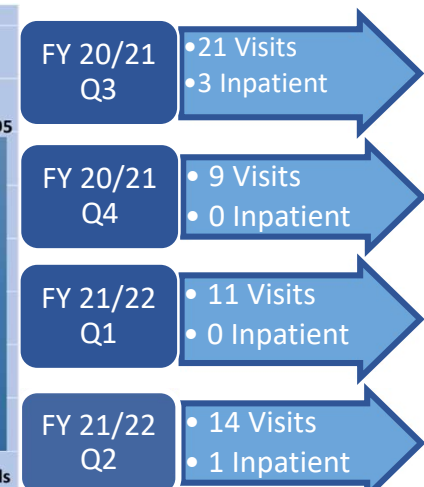 FY 20/21
Q3
•21 Visits
•3 Inpatient
FY 20/21
Q4
• 9 Visits
• 0 Inpatient
FY 21/22
Q1
• 11 Visits
• 0 Inpatient
FY 21/22
Q2
• 14 Visits
• 1 Inpatient